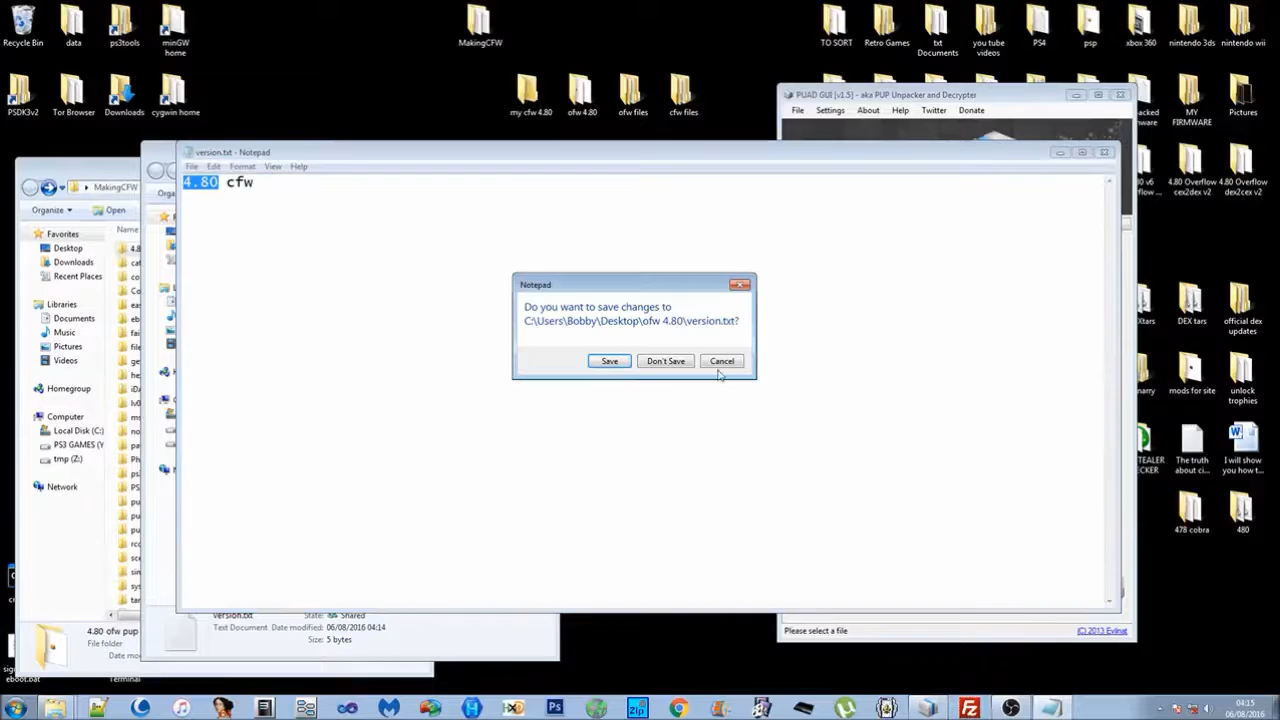 Recycle Bin
data
ps3tools
minGW
home
MakingCFW
TO SORT
Retro Games
txt
Documents
you tube
videos
PS4
psp
xbox 360
nintendo 3ds
nintendo wii
PSDK3v2
Tor Browser
Downloads
cygwin home
my cfw 4.80
ofw 4.80
ofw files
cfw files
PUAD GUI [v1.5] - aka PUP Unpacker and Decrypter
File Settings About Help Twitter Donate
MY
FIRMWARE
Pictures
version.txt - Notepad
File Edit Format View Help
4.80 cfw
4.80 Overflow
cex2dex v2
4.80 Overflow
dex2cex v2
MakingCFW
Organize
Open
Name
Favorites
Desktop
Downloads
Recent Places
Libraries
Documents
Music
Pictures
Videos
Homegroup
Computer
Local Disk (C:)
PS3 GAMES (Y
tmp (Z:)
Network
Notepad
Do you want to save changes to
C:\Users\Bobby\Desktop\ofw 4.80\version.txt?
Save
Don't Save
Cancel
DEX tars
official dex
updates
mods for site
unlock
trophies
The truth
about ci...
I will show
you how t...
478 cobra
480
version.txt
State: Shared
Text Document
Date modified: 06/08/2016 04:14
Size: 5 bytes
4.80 ofw pup
File folder
Date mo
eboot.bat
Terminal
Please select a file
(C) 2013 Evilnat
04:15
06/08/2016